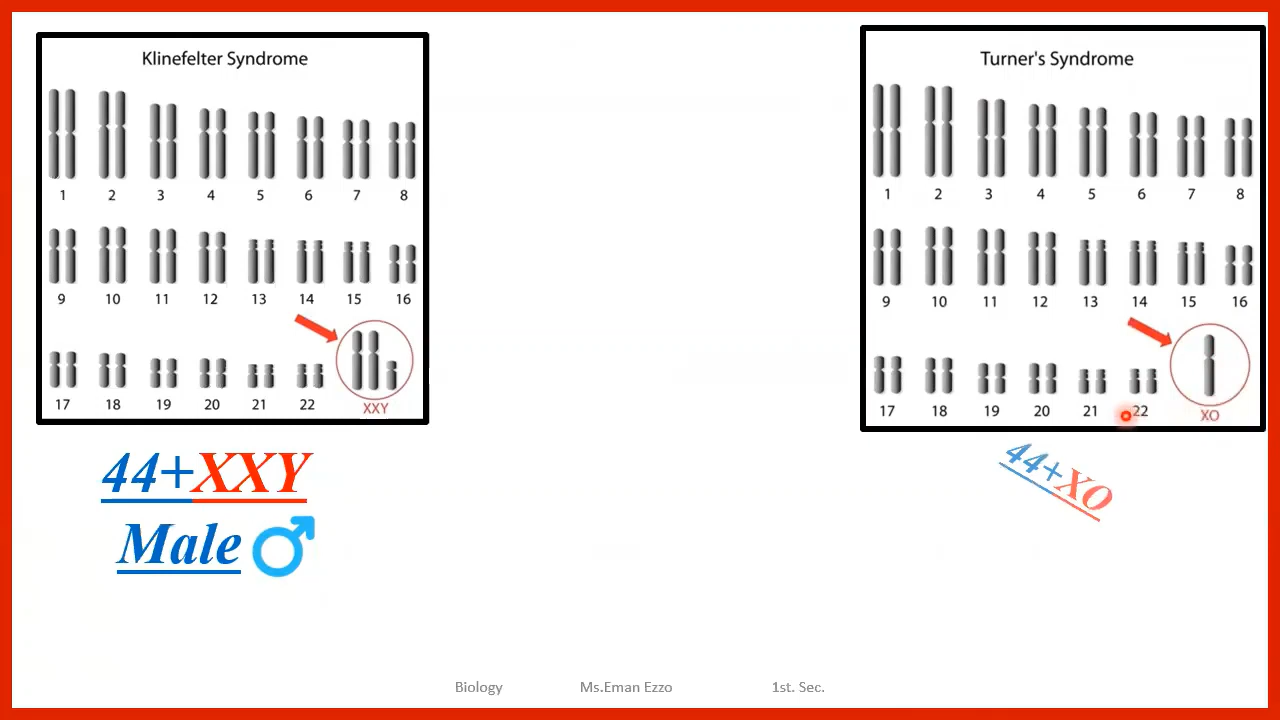 Klinefelter Syndrome
1 2 3 4 5 6 7 8
9 10 11 12 13 14 15 16
17 18 19 20 21 22 XXY
44+XXY
Male
Turner's Syndrome
1 2 3 4 5 6 7 8
9 10 11 12 13 14 15 16
17 18 19 20 21 22 XO
44+XO
Biology Ms.Eman Ezzo 1st. Sec.